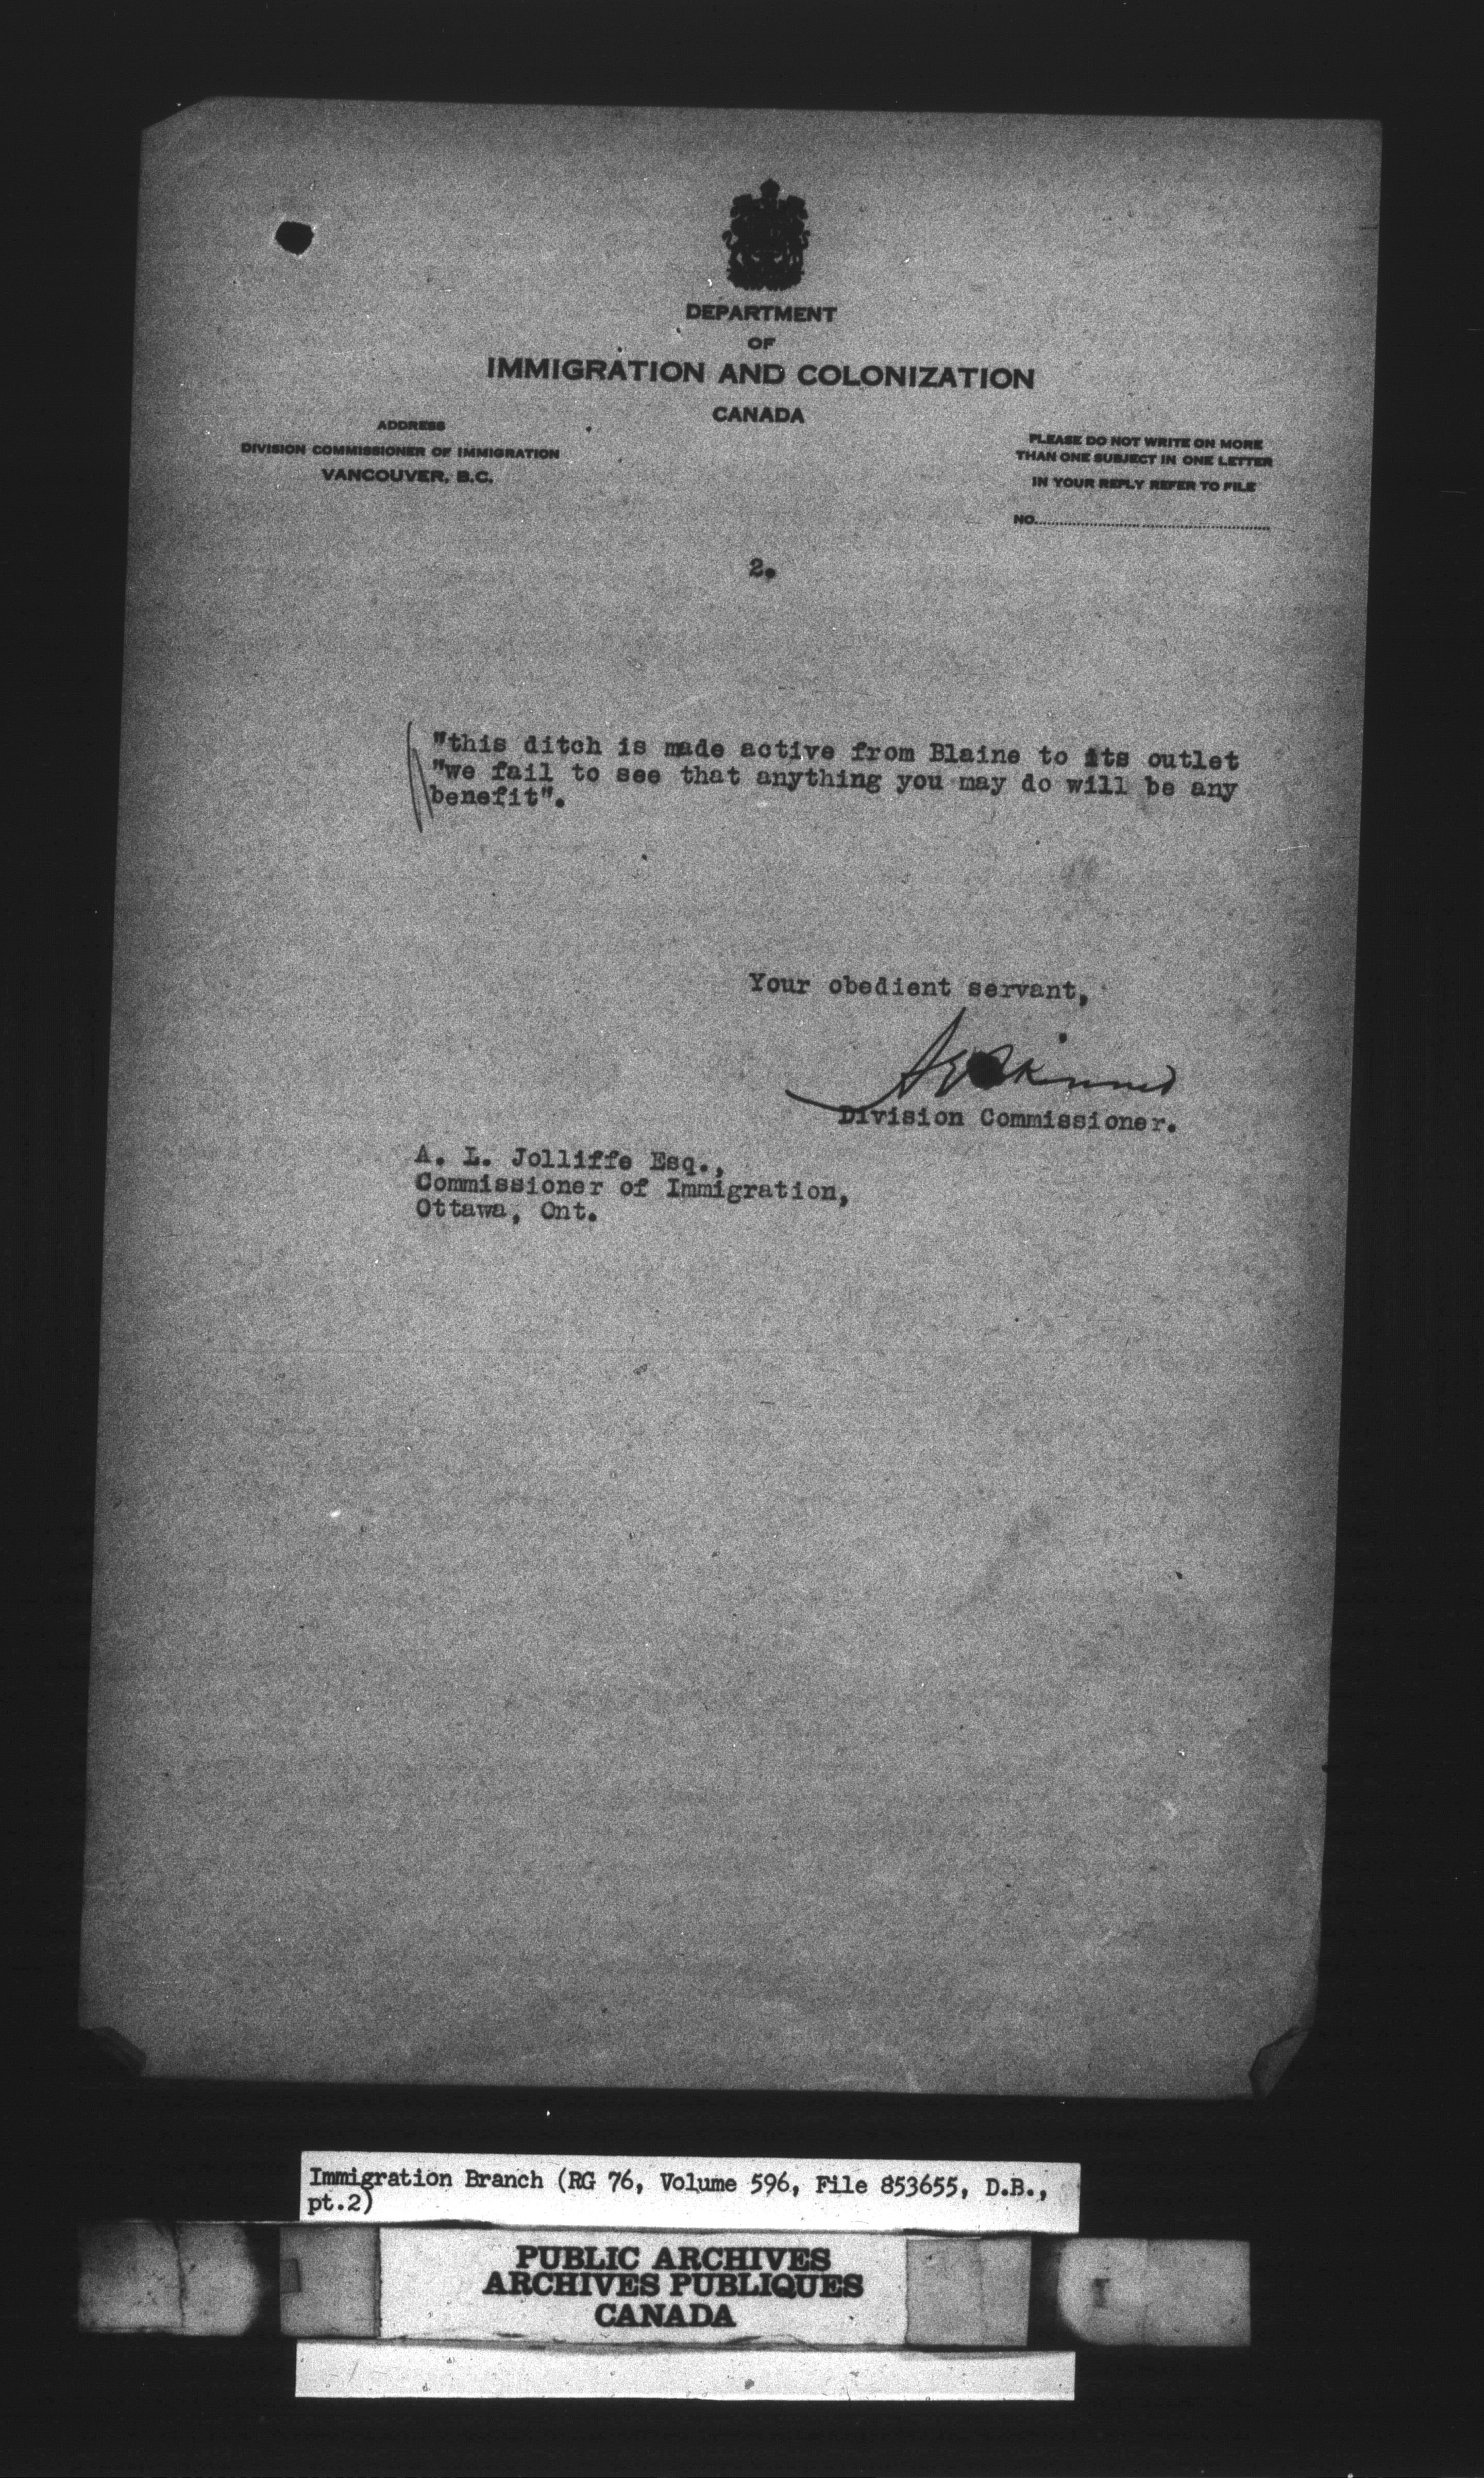 DEPARTMENT
OF
IMMIGRATION AND COLONIZATION
CANADA
ADDRESS
DIVISION COMMISSIONER OF IMMIGRATION
VANCOUVER, B.C.
PLEASE DO NOT WRITE ON MORE
THAN ONE SUBJECT IN ONE LETTER
IN YOUR REPLY REFER TO FILE
NO.
2.
"this ditch is made active from Blaine to its outlet
"we fail to see that anything you may do will be any
benefit".
Your obedient servant,
Skinner
Division Commissioner.
A. L. Jolliffe Esq.,
Commissioner of Immigration,
Ottawa, Ont.
Immigration Branch (RG 76, Volume 596, File 853655, D.B.,
pt.2)
PUBLIC ARCHIVES
ARCHIVES PUBLIQUES
CANADA